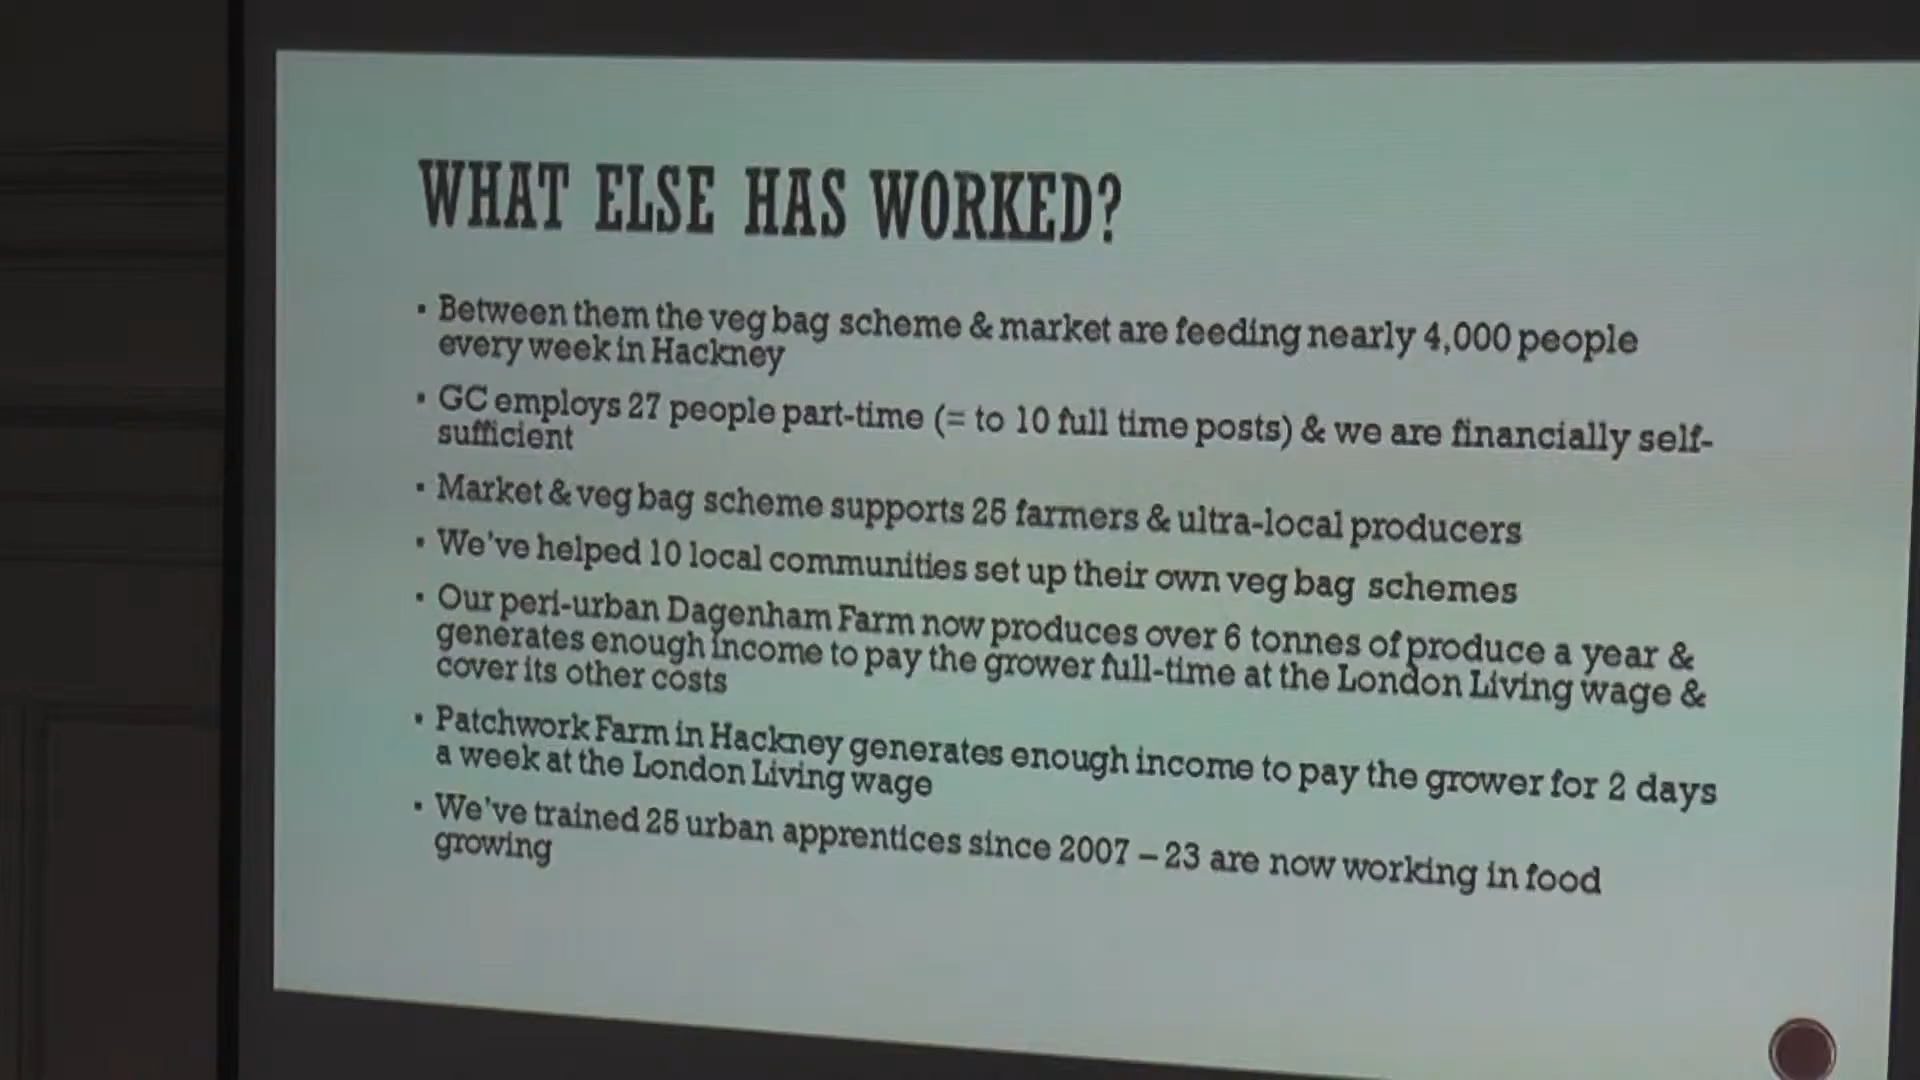 WHAT ELSE HAS WORKED?
▪ Between them the veg bag scheme & market are feeding nearly 4,000 people
every week in Hackney
▪ GC employs 27 people part-time (= to 10 full time posts) & we are financially self-
sufficient
▪ Market & veg bag scheme supports 25 farmers & ultra-local producers
▪ We've helped 10 local communities set up their own veg bag schemes
▪ Our peri-urban Dagenham Farm now produces over 6 tonnes of produce a year &
generates enough income to pay the grower full-time at the London Living wage &
cover its other costs
▪ Patchwork Farm in Hackney generates enough income to pay the grower for 2 days
a week at the London Living wage
▪ We've trained 25 urban apprentices since 2007 – 23 are now working in food
growing